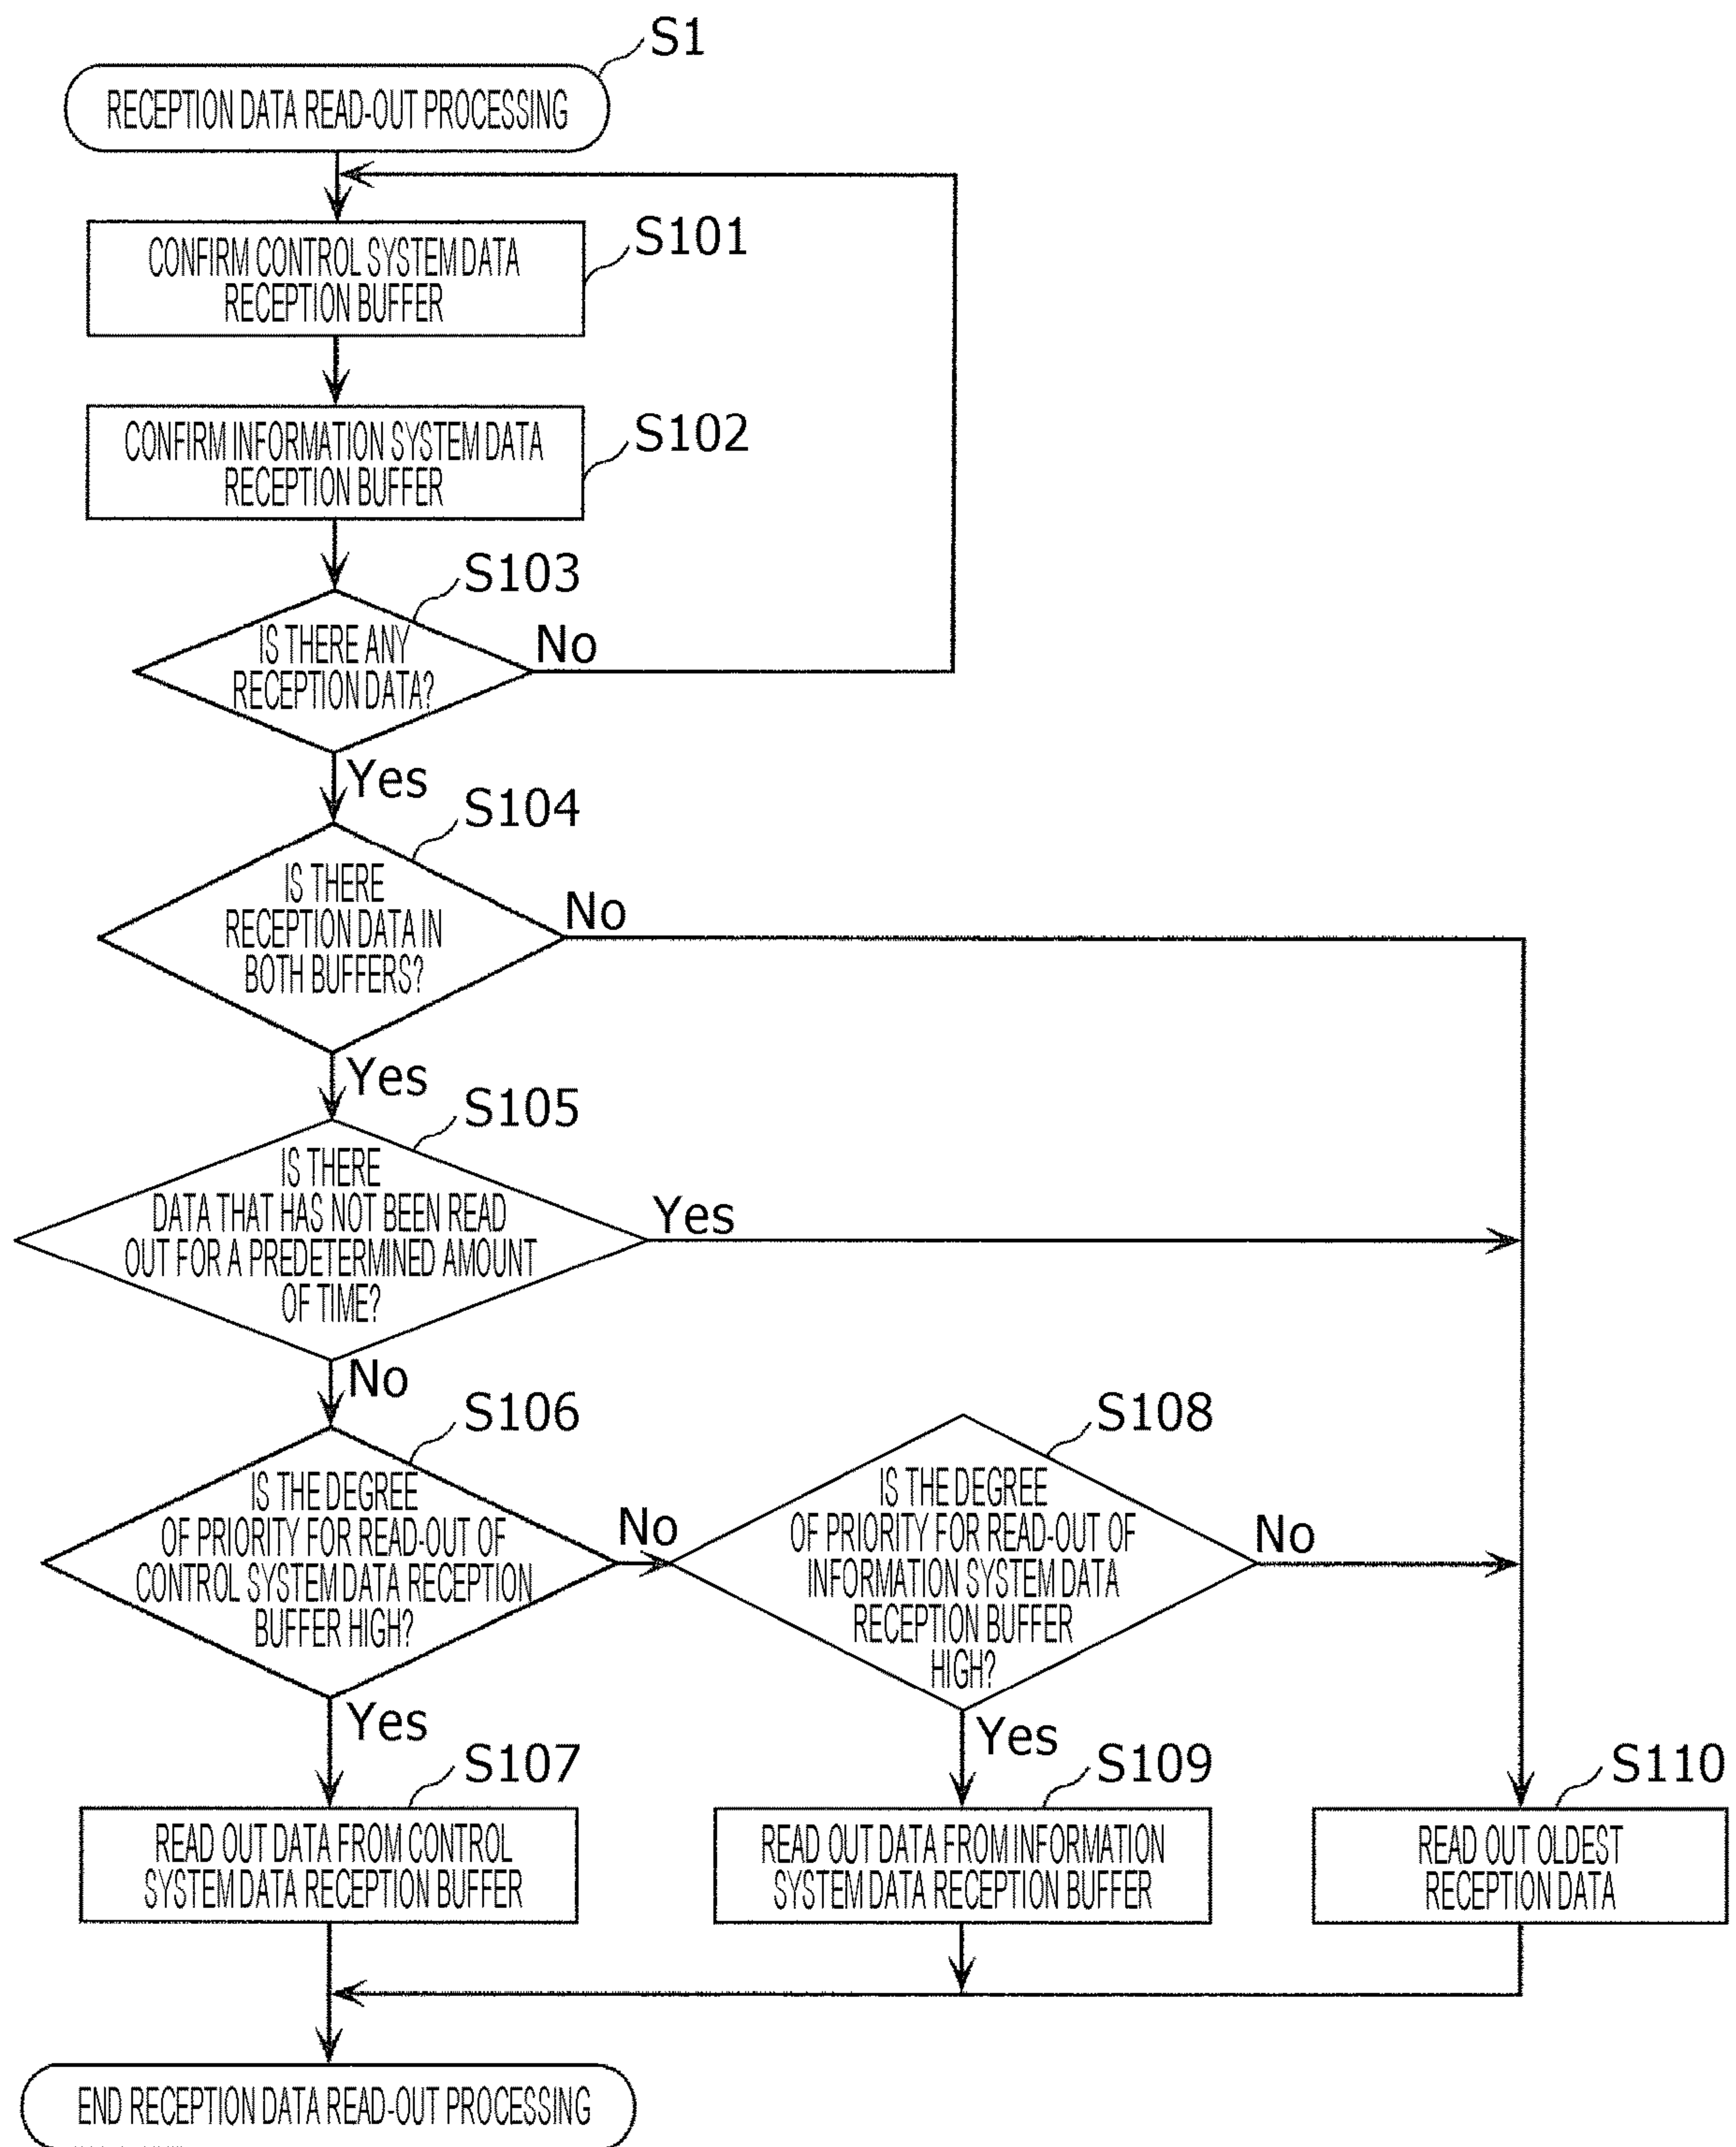 S1
RECEPTION DATA READ-OUT PROCESSING
S101
CONFIRM CONTROL SYSTEM DATA
RECEPTION BUFFER
S102
CONFIRM INFORMATION SYSTEM DATA
RECEPTION BUFFER
S103
IS THERE ANY
RECEPTION DATA?
No
Yes
S104
IS THERE
RECEPTION DATA IN
BOTH BUFFERS?
No
Yes
S105
IS THERE
DATA THAT HAS NOT BEEN READ
OUT FOR A PREDETERMINED AMOUNT
OF TIME?
Yes
No
S106
IS THE DEGREE
OF PRIORITY FOR READ-OUT OF
CONTROL SYSTEM DATA RECEPTION
BUFFER HIGH?
No
Yes
S108
IS THE DEGREE
OF PRIORITY FOR READ-OUT OF
INFORMATION SYSTEM DATA
RECEPTION BUFFER
HIGH?
No
Yes
S107
READ OUT DATA FROM CONTROL
SYSTEM DATA RECEPTION BUFFER
S109
READ OUT DATA FROM INFORMATION
SYSTEM DATA RECEPTION BUFFER
S110
READ OUT OLDEST
RECEPTION DATA
END RECEPTION DATA READ-OUT PROCESSING